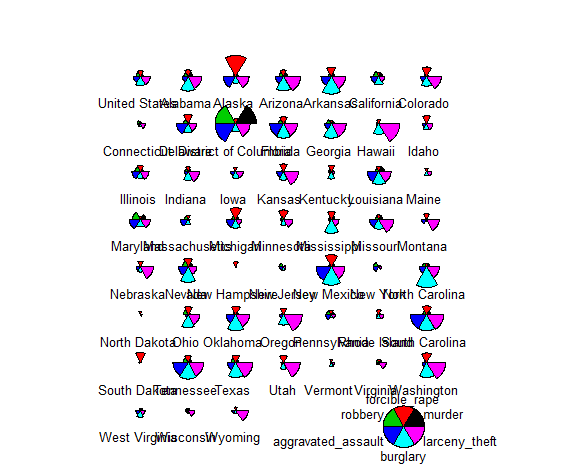 United States Alabama Alaska Arizona Arkansas California Colorado
Connecticut Delaware District of Columbia Florida Georgia Hawaii Idaho
Illinois Indiana Iowa Kansas Kentucky Louisiana Maine
Maryland Massachusetts Michigan Minnesota Mississippi Missouri Montana
Nebraska Nevada New Hampshire New Jersey New Mexico New York North Carolina
North Dakota Ohio Oklahoma Oregon Pennsylvania Rhode Island South Carolina
South Dakota Tennessee Texas Utah Vermont Virginia Washington
forcible_rape
robbery murder
West Virginia Wisconsin Wyoming aggravated_assault larceny_theft
burglary